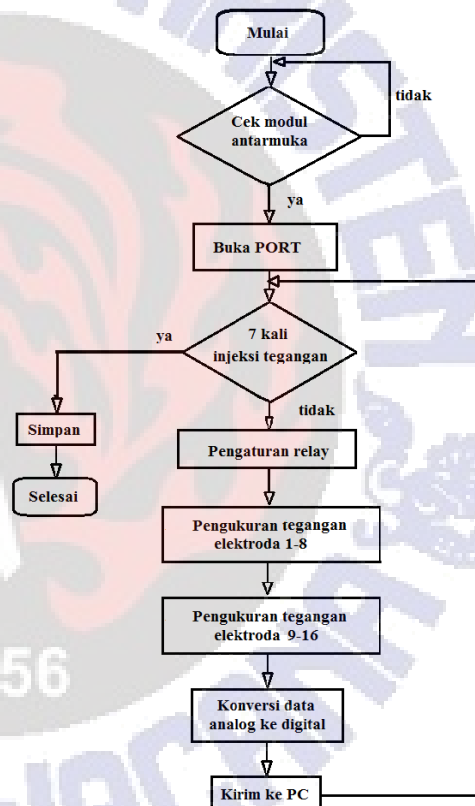 Mulai
tidak
Cek modul
antarmuka
ya
Buka PORT
ya
7 kali
injeksi tegangan
tidak
Simpan
Pengaturan relay
Selesai
Pengukuran tegangan
elektroda 1-8
Pengukuran tegangan
elektroda 9-16
Konversi data
analog ke digital
Kirim ke PC
56